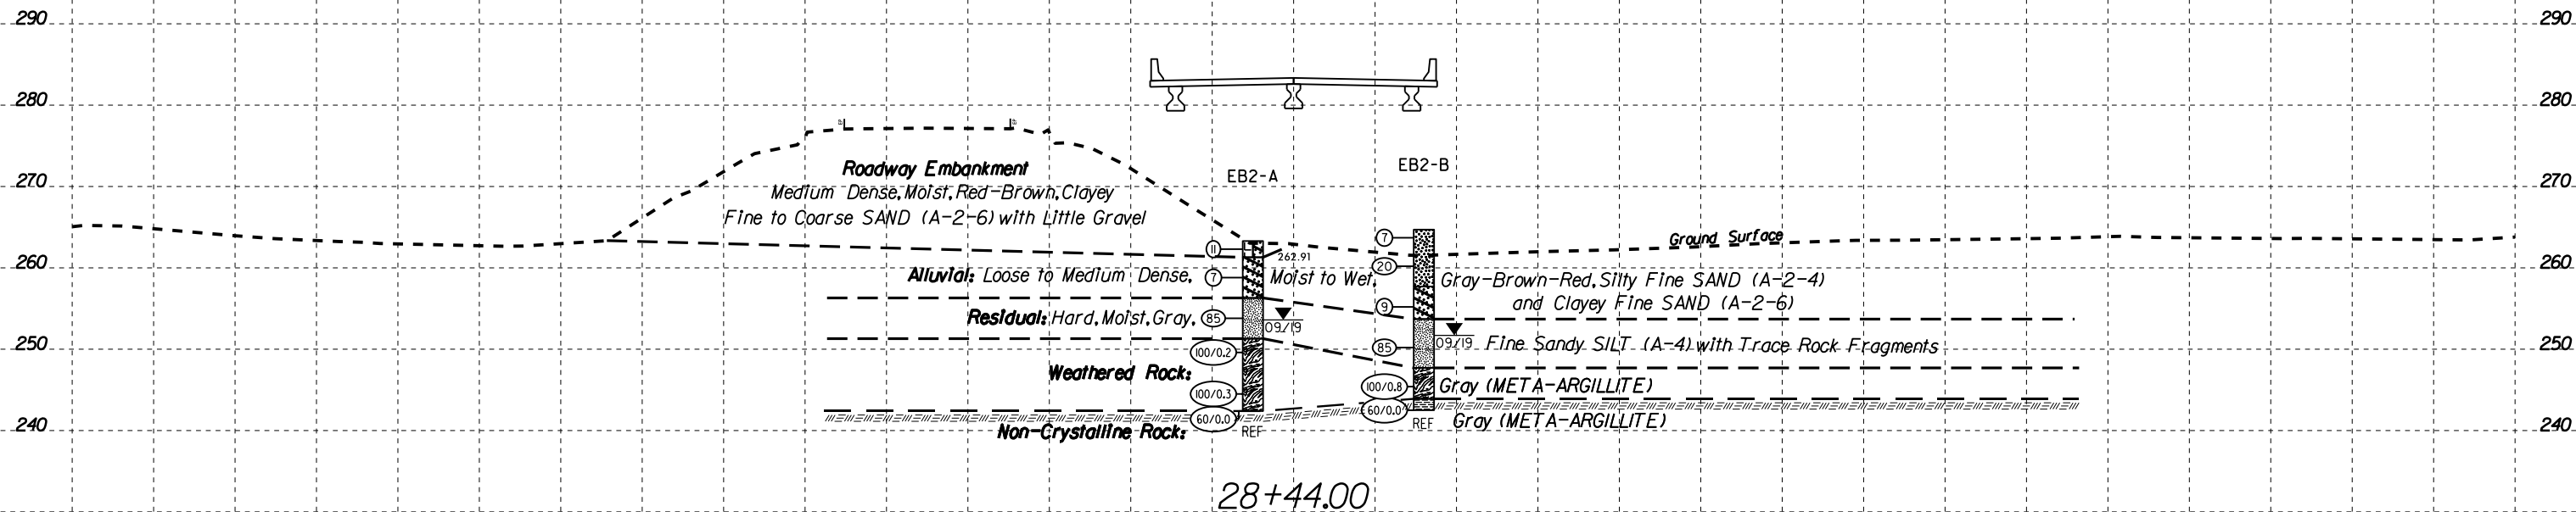 290 290
280 280
EB2-B
Roadway Embankment
EB2-A
270 270
Medium Dense, Moist, Red-Brown, Clayey
Fine to Coarse SAND (A-2-6) with Little Gravel
7
Ground Surface
11
262.91
260 20 260
Alluvial: Loose to Medium Dense, 7 Moist to Wet, Gray-Brown-Red, Silty Fine SAND (A-2-4)
9 and Clayey Fine SAND (A-2-6)
Residual: Hard, Moist, Gray, 85
09/19
250 100/0.2 85 09/19 Fine Sandy SILT (A-4) with Trace Rock Fragments 250
Weathered Rock:
100/0.3 100/0.8 Gray (META-ARGILLITE)
60/0.0 60/0.0
240 Non-Crystalline Rock: REF REF Gray (META-ARGILLITE) 240
28+44.00